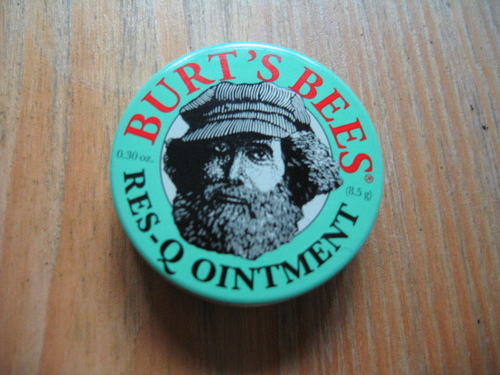 BURT'S BEES®
0.30 oz.
(8.5 g)
RES-Q OINTMENT